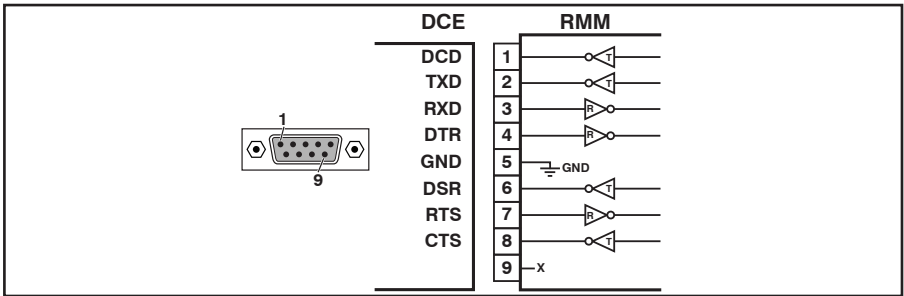 DCE RMM
DCD 1 T
TXD 2 T
RXD 3 R
1
DTR 4 R
GND 5 GND
9
DSR 6 T
RTS 7 R
CTS 8 T
9 X